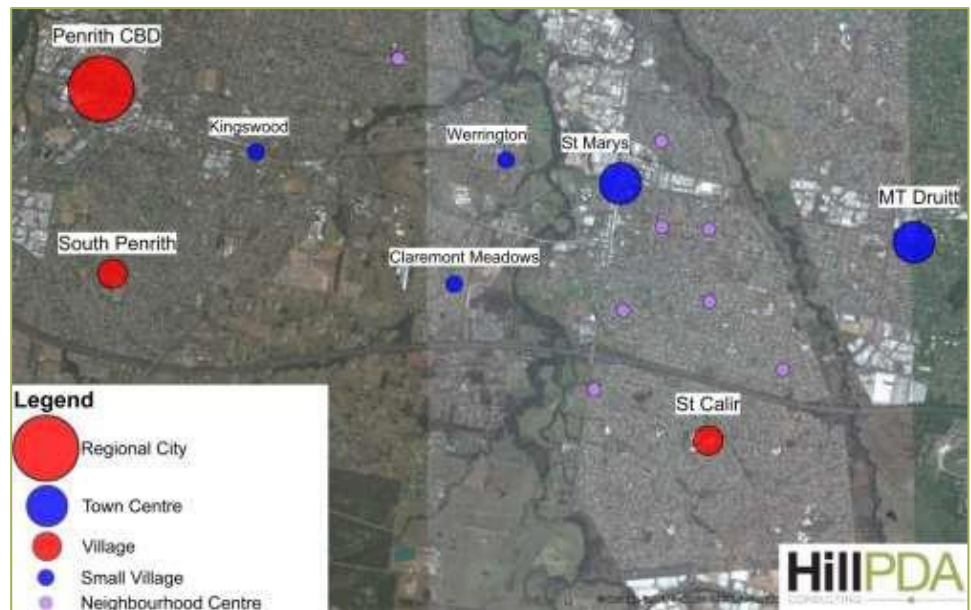 Penrith CBD
Kingswood
Werrington
St Marys
MT Druitt
South Penrith
Claremont Meadows
St Calir
Legend
Regional City
Town Centre
Village
Small Village
Neighbourhood Centre
HillPDA
CONSULTING